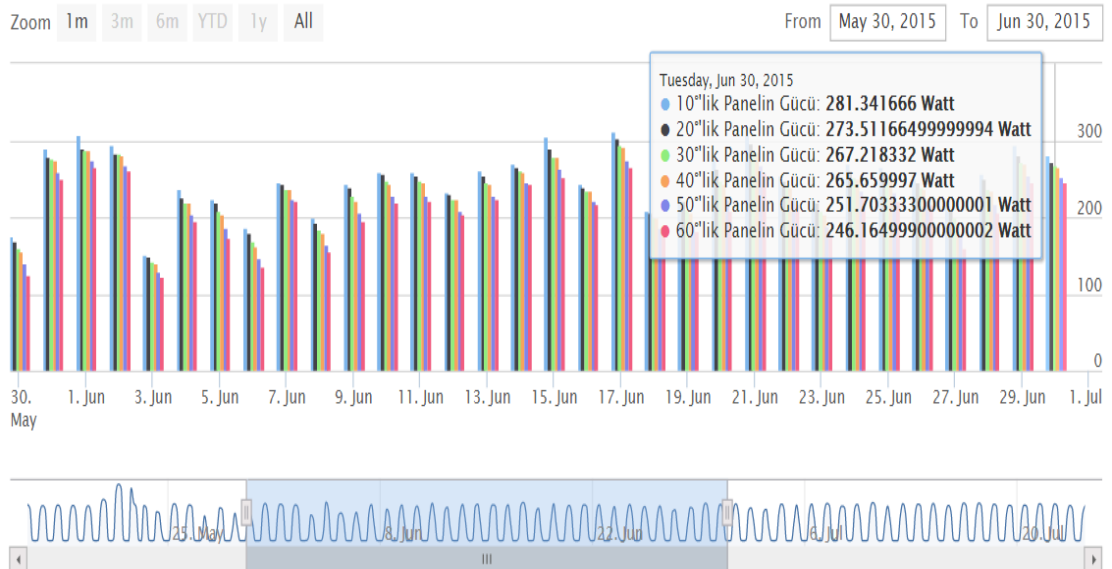 Zoom 1m 3m 6m YTD 1y All From May 30, 2015 To Jun 30, 2015
Tuesday, Jun 30, 2015
10°'lik Panelin Gücü: 281.341666 Watt
20°'lik Panelin Gücü: 273.51166499999994 Watt
30°'lik Panelin Gücü: 267.218332 Watt
40°'lik Panelin Gücü: 265.659997 Watt
50°'lik Panelin Gücü: 251.70333300000001 Watt
60°'lik Panelin Gücü: 246.16499900000002 Watt
300
200
100
0
30. May 1. Jun 3. Jun 5. Jun 7. Jun 9. Jun 11. Jun 13. Jun 15. Jun 17. Jun 19. Jun 21. Jun 23. Jun 25. Jun 27. Jun 29. Jun 1. Jul
25. May 8. Jun 22. Jun 6. Jul 20. Jul